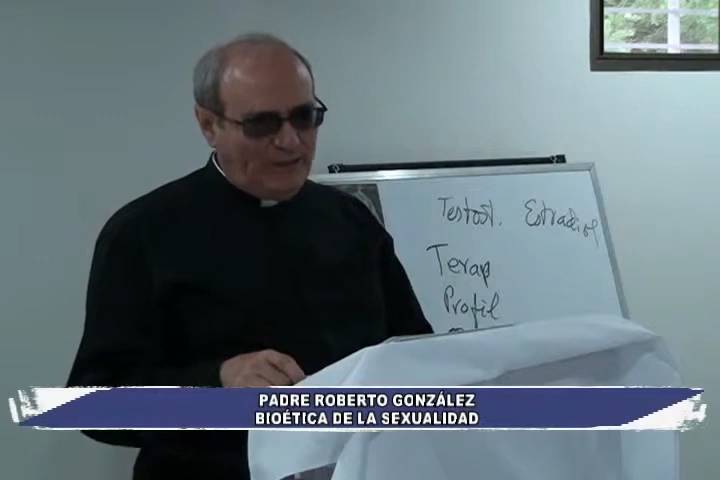 Testost. Estradiol
Terap
Profil
PADRE ROBERTO GONZÁLEZ
BIOÉTICA DE LA SEXUALIDAD